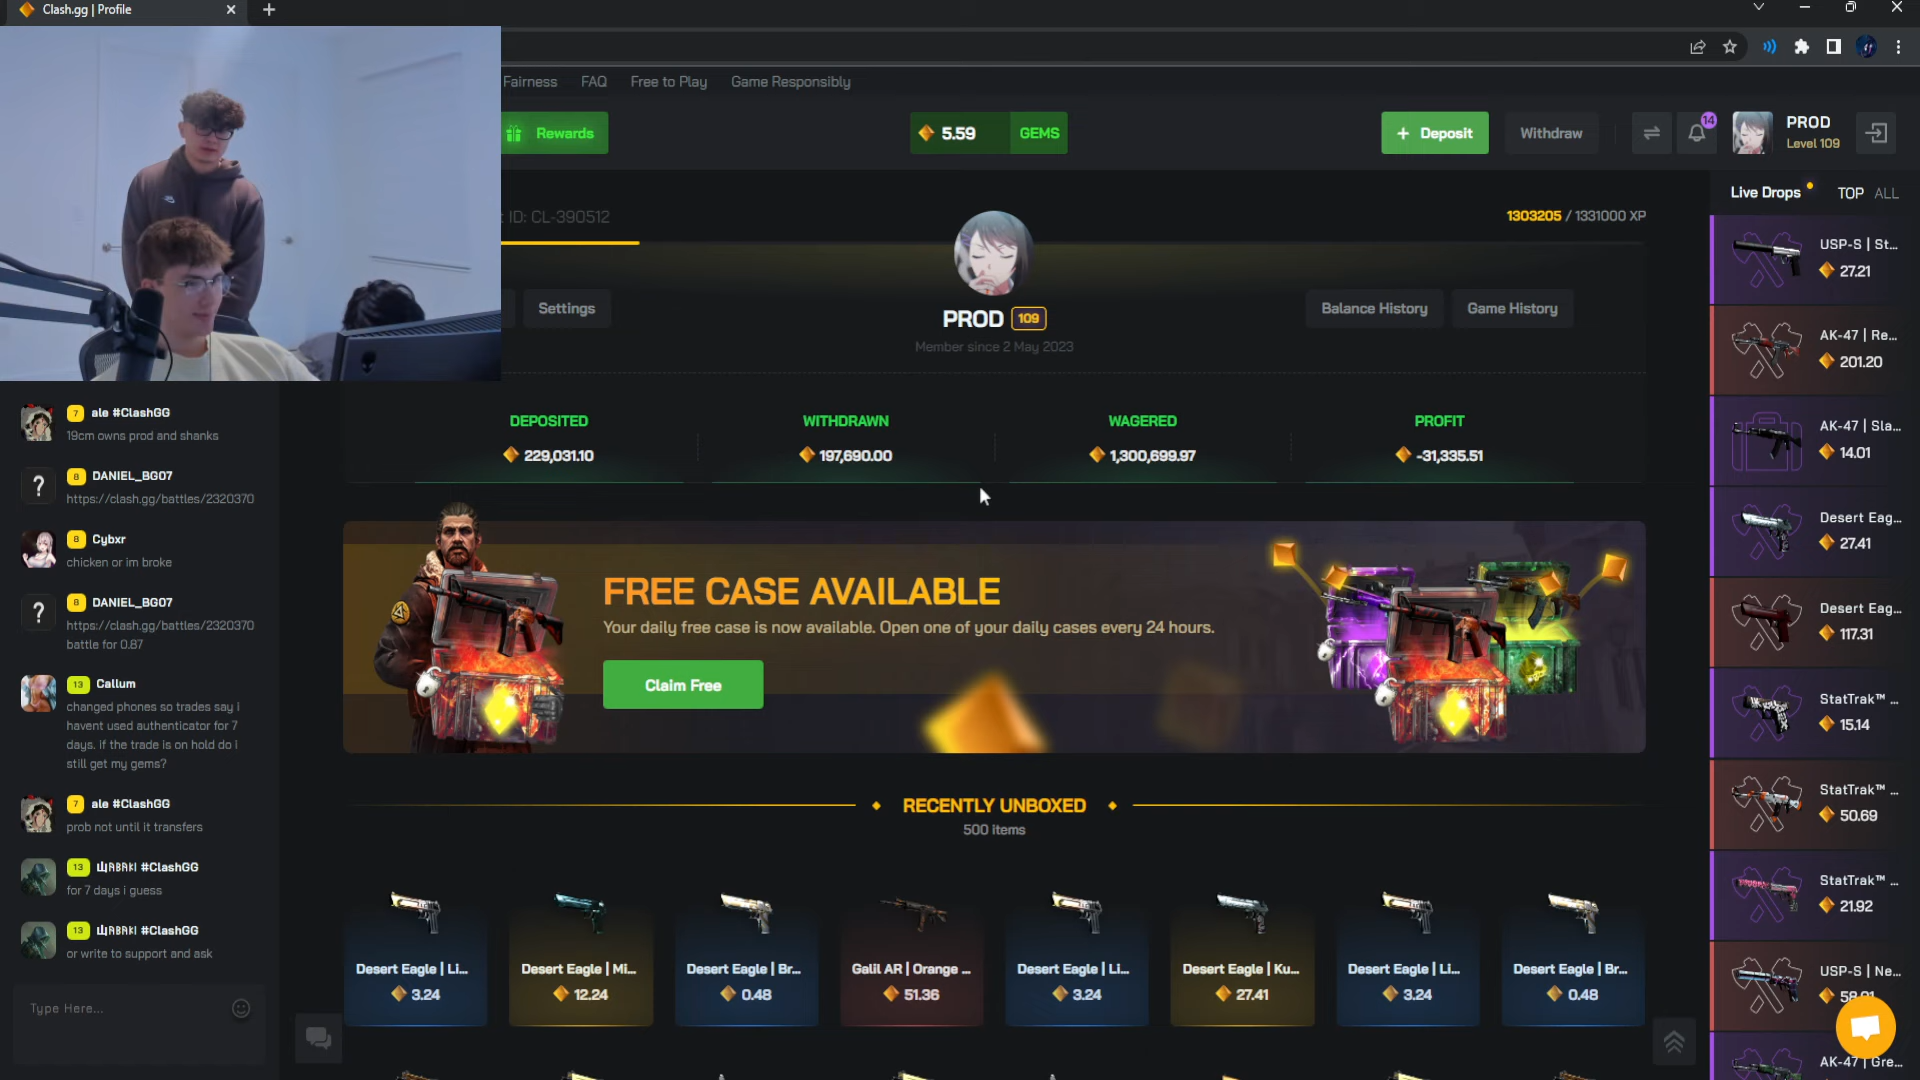 Clash.gg | Profile
Fairness
FAQ
Free to Play
Game Responsibly
Rewards
5.59
GEMS
+ Deposit
Withdraw
14
PROD
Level 109
ID: CL-390512
1303205 / 1331000 XP
Live Drops
TOP
ALL
Settings
PROD 109
Member since 2 May 2023
Balance History
Game History
DEPOSITED
229,031.10
WITHDRAWN
197,690.00
WAGERED
1,300,699.97
PROFIT
-31,335.51
FREE CASE AVAILABLE
Your daily free case is now available. Open one of your daily cases every 24 hours.
Claim Free
RECENTLY UNBOXED
500 items
Desert Eagle | Li...
3.24
Desert Eagle | Mi...
12.24
Desert Eagle | Br...
0.48
Galil AR | Orange ...
51.36
Desert Eagle | Li...
3.24
Desert Eagle | Ku...
27.41
Desert Eagle | Li...
3.24
Desert Eagle | Br...
0.48
7 ale #ClashGG
19cm owns prod and shanks
8 DANIEL_BG07
https://clash.gg/battles/2320370
8 Cybxr
chicken or im broke
8 DANIEL_BG07
https://clash.gg/battles/2320370
battle for 0.87
13 Callum
changed phones so trades say i
havent used authenticator for 7
days. if the trade is on hold do i
still get my gems?
7 ale #ClashGG
prob not until it transfers
13 #ClashGG
for 7 days i guess
13 #ClashGG
or write to support and ask
Type Here...
USP-S | St...
27.21
AK-47 | Re...
201.20
AK-47 | Sla...
14.01
Desert Eag...
27.41
Desert Eag...
117.31
StatTrak™ ...
15.14
StatTrak™ ...
50.69
StatTrak™ ...
21.92
USP-S | Ne...
AK-47 | Gre...